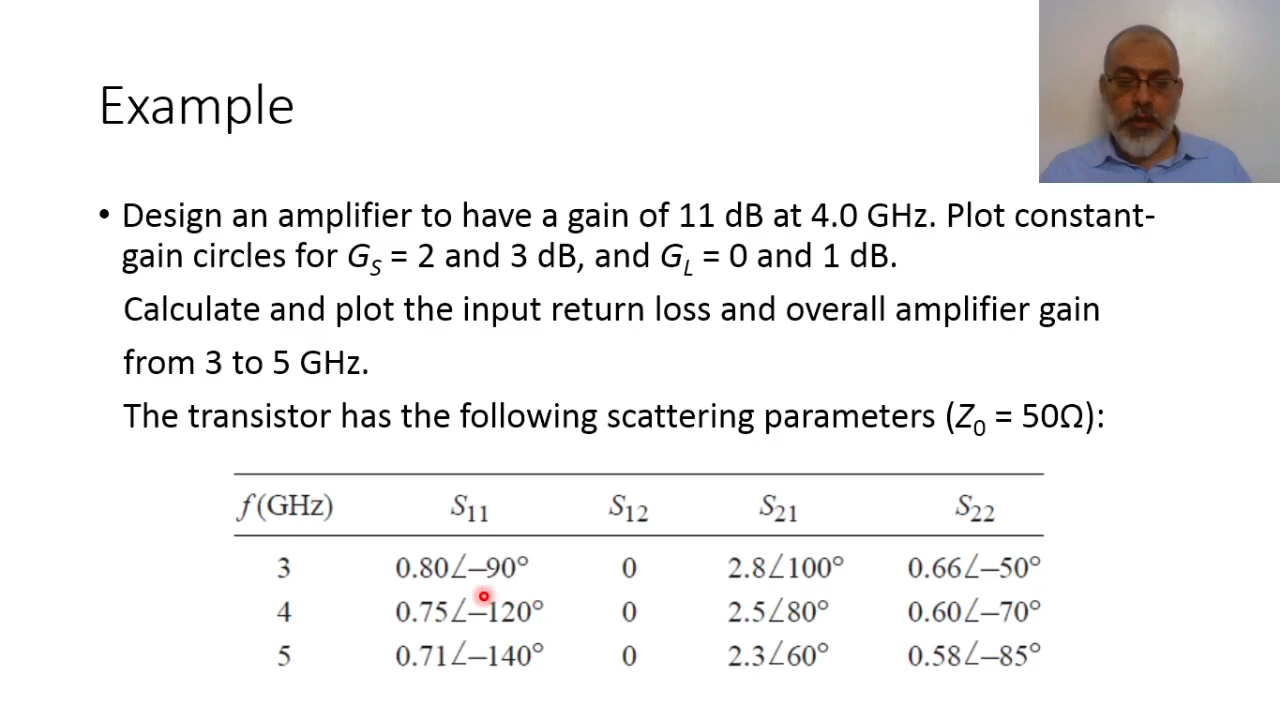 Example
• Design an amplifier to have a gain of 11 dB at 4.0 GHz. Plot constant-
gain circles for G_S = 2 and 3 dB, and G_L = 0 and 1 dB.
Calculate and plot the input return loss and overall amplifier gain
from 3 to 5 GHz.
The transistor has the following scattering parameters (Z_0 = 50Ω):
f(GHz) S_11 S_12 S_21 S_22
3 0.80∠–90° 0 2.8∠100° 0.66∠–50°
4 0.75∠–120° 0 2.5∠80° 0.60∠–70°
5 0.71∠–140° 0 2.3∠60° 0.58∠–85°